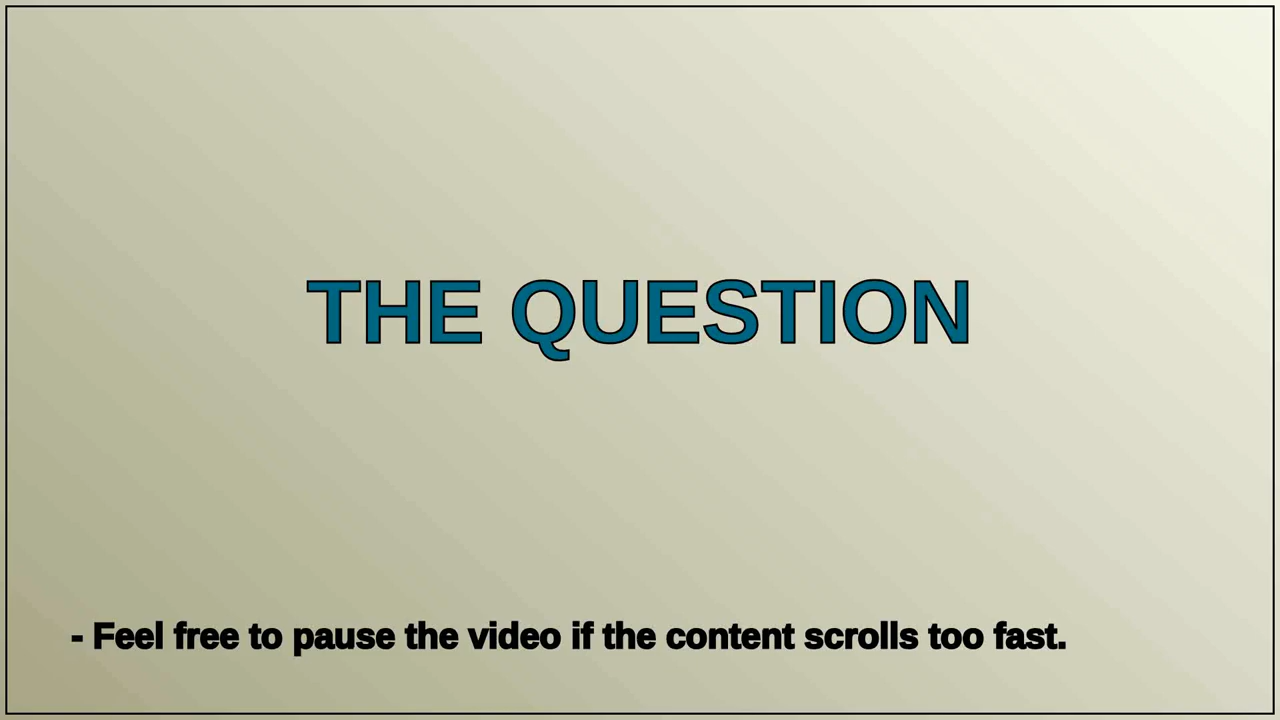 THE QUESTION
- Feel free to pause the video if the content scrolls too fast.